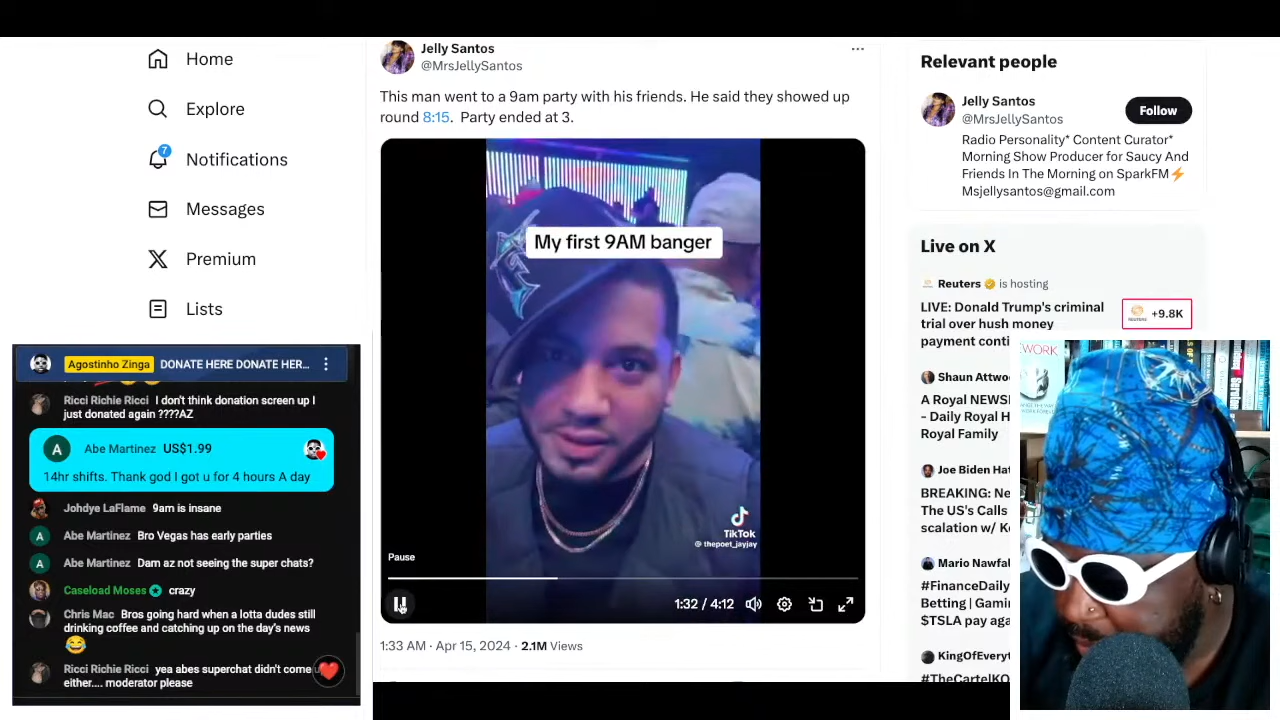 Home
Explore
7
Notifications
Messages
Premium
Lists
Jelly Santos
@MrsJellySantos
This man went to a 9am party with his friends. He said they showed up
round 8:15. Party ended at 3.
My first 9AM banger
TikTok
@thepoet_jayjay
Pause
1:32 / 4:12
1:33 AM · Apr 15, 2024 · 2.1M Views
Relevant people
Jelly Santos
@MrsJellySantos
Follow
Radio Personality* Content Curator*
Morning Show Producer for Saucy And
Friends In The Morning on SparkFM⚡
Msjellysantos@gmail.com
Live on X
Reuters is hosting
LIVE: Donald Trump's criminal
trial over hush money
payment conti
REUTERS
+9.8K
Shaun Attwoo
A Royal NEWS
- Daily Royal H
Royal Family
Joe Biden Hat
BREAKING: Ne
The US's Calls
scalation w/
Mario Nawfal
#FinanceDaily
Betting | Gamin
$TSLA pay aga
KingOfEveryt
#TheCartelKO
Agostinho Zinga DONATE HERE DONATE HER...
Ricci Richie Ricci I don't think donation screen up I
just donated again ????AZ
A
Abe Martinez US$1.99
14hr shifts. Thank god I got u for 4 hours A day
Johdye LaFlame 9am is insane
A Abe Martinez Bro Vegas has early parties
A Abe Martinez Dam az not seeing the super chats?
Caseload Moses crazy
Chris Mac Bros going hard when a lotta dudes still
drinking coffee and catching up on the day's news
😂
Ricci Richie Ricci yea abes superchat didn't come
either.... moderator please
WORK